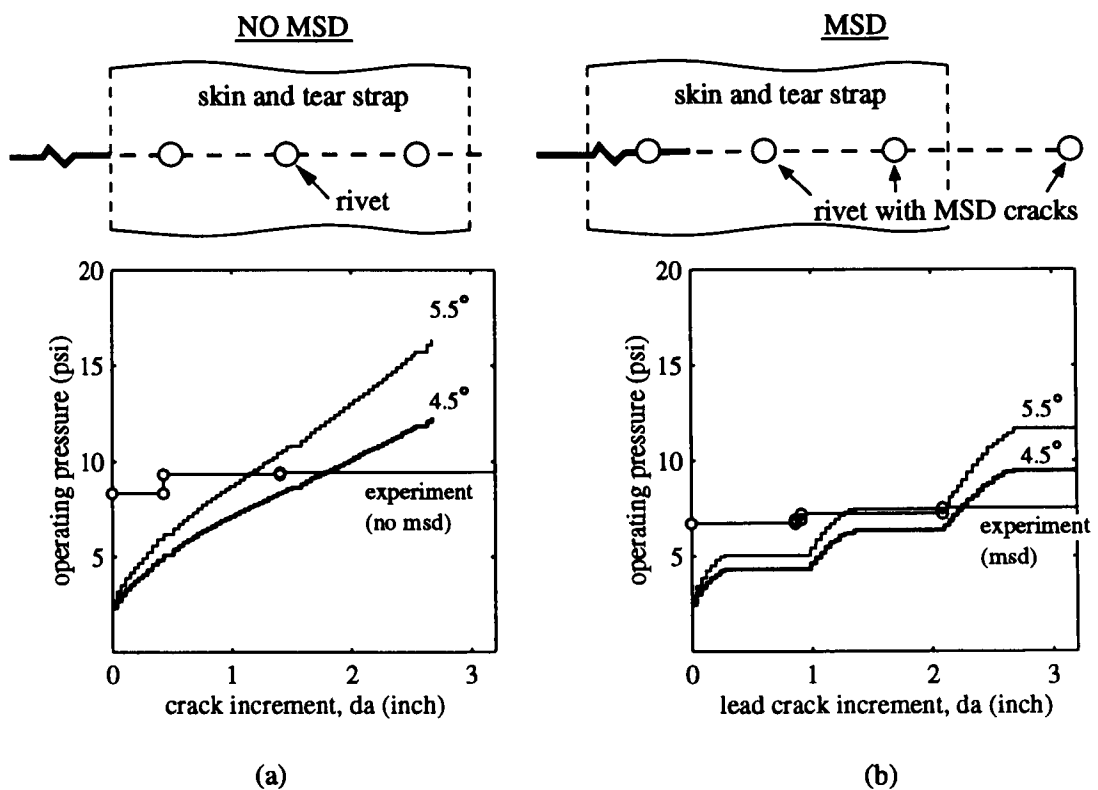 NO MSD
skin and tear strap
rivet
20
15
10
5
0
1
2
3
operating pressure (psi)
5.5°
4.5°
experiment
(no msd)
crack increment, da (inch)
(a)
MSD
skin and tear strap
rivet with MSD cracks
20
15
10
5
0
1
2
3
operating pressure (psi)
5.5°
4.5°
experiment
(msd)
lead crack increment, da (inch)
(b)